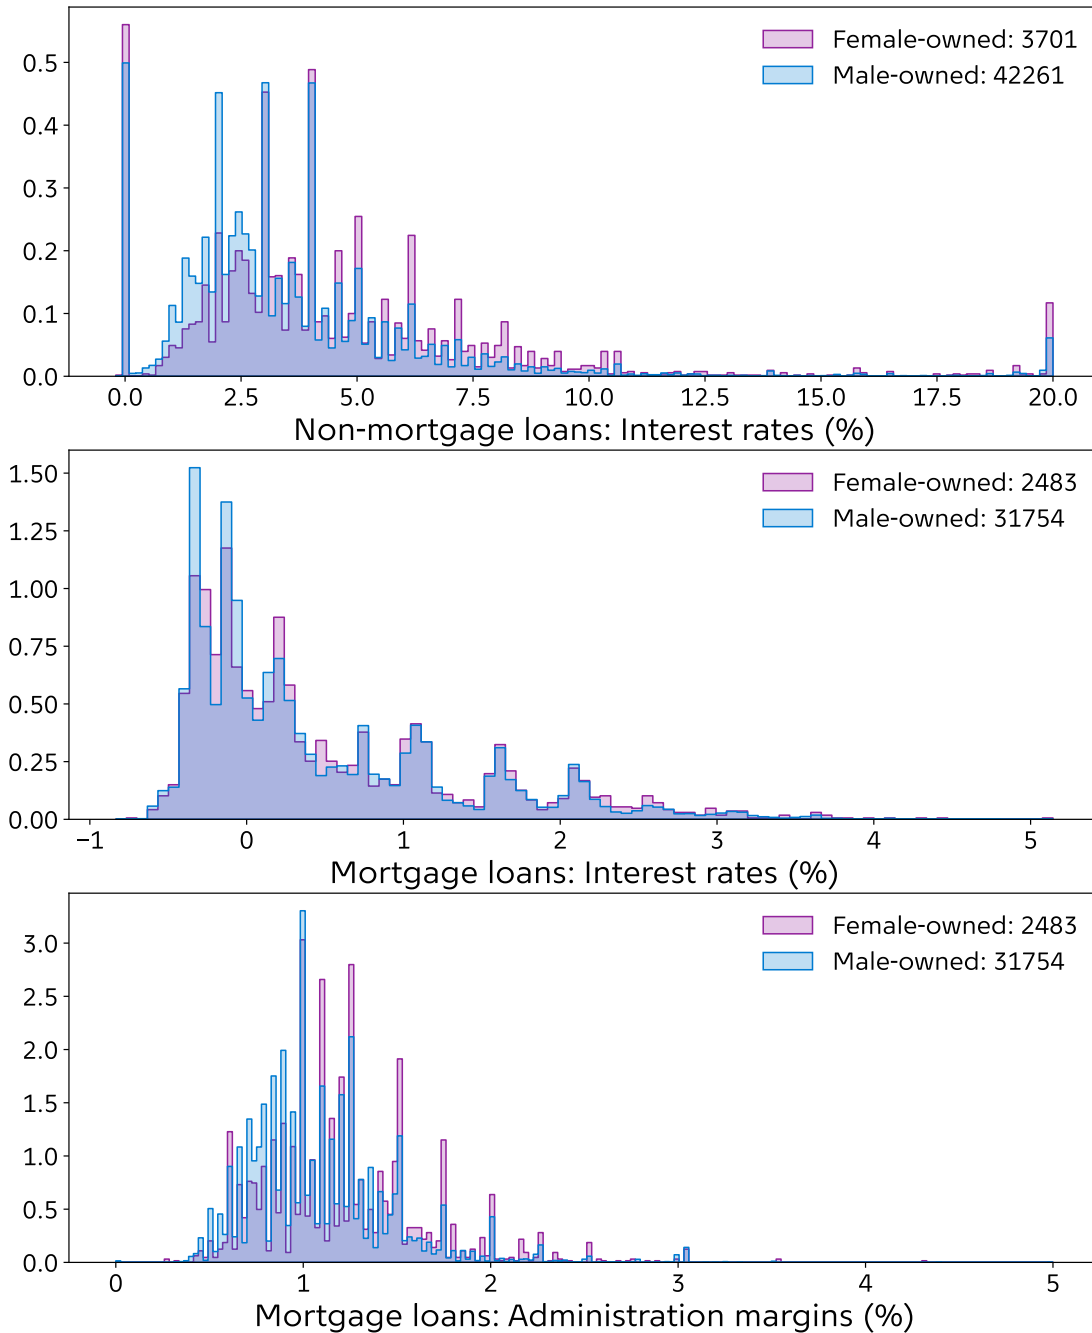 Female-owned: 3701
Male-owned: 42261
0.5
0.4
0.3
0.2
0.1
0.0
0.0 2.5 5.0 7.5 10.0 12.5 15.0 17.5 20.0
Non-mortgage loans: Interest rates (%)
Female-owned: 2483
Male-owned: 31754
1.50
1.25
1.00
0.75
0.50
0.25
0.00
−1 0 1 2 3 4 5
Mortgage loans: Interest rates (%)
Female-owned: 2483
Male-owned: 31754
3.0
2.5
2.0
1.5
1.0
0.5
0.0
0 1 2 3 4 5
Mortgage loans: Administration margins (%)